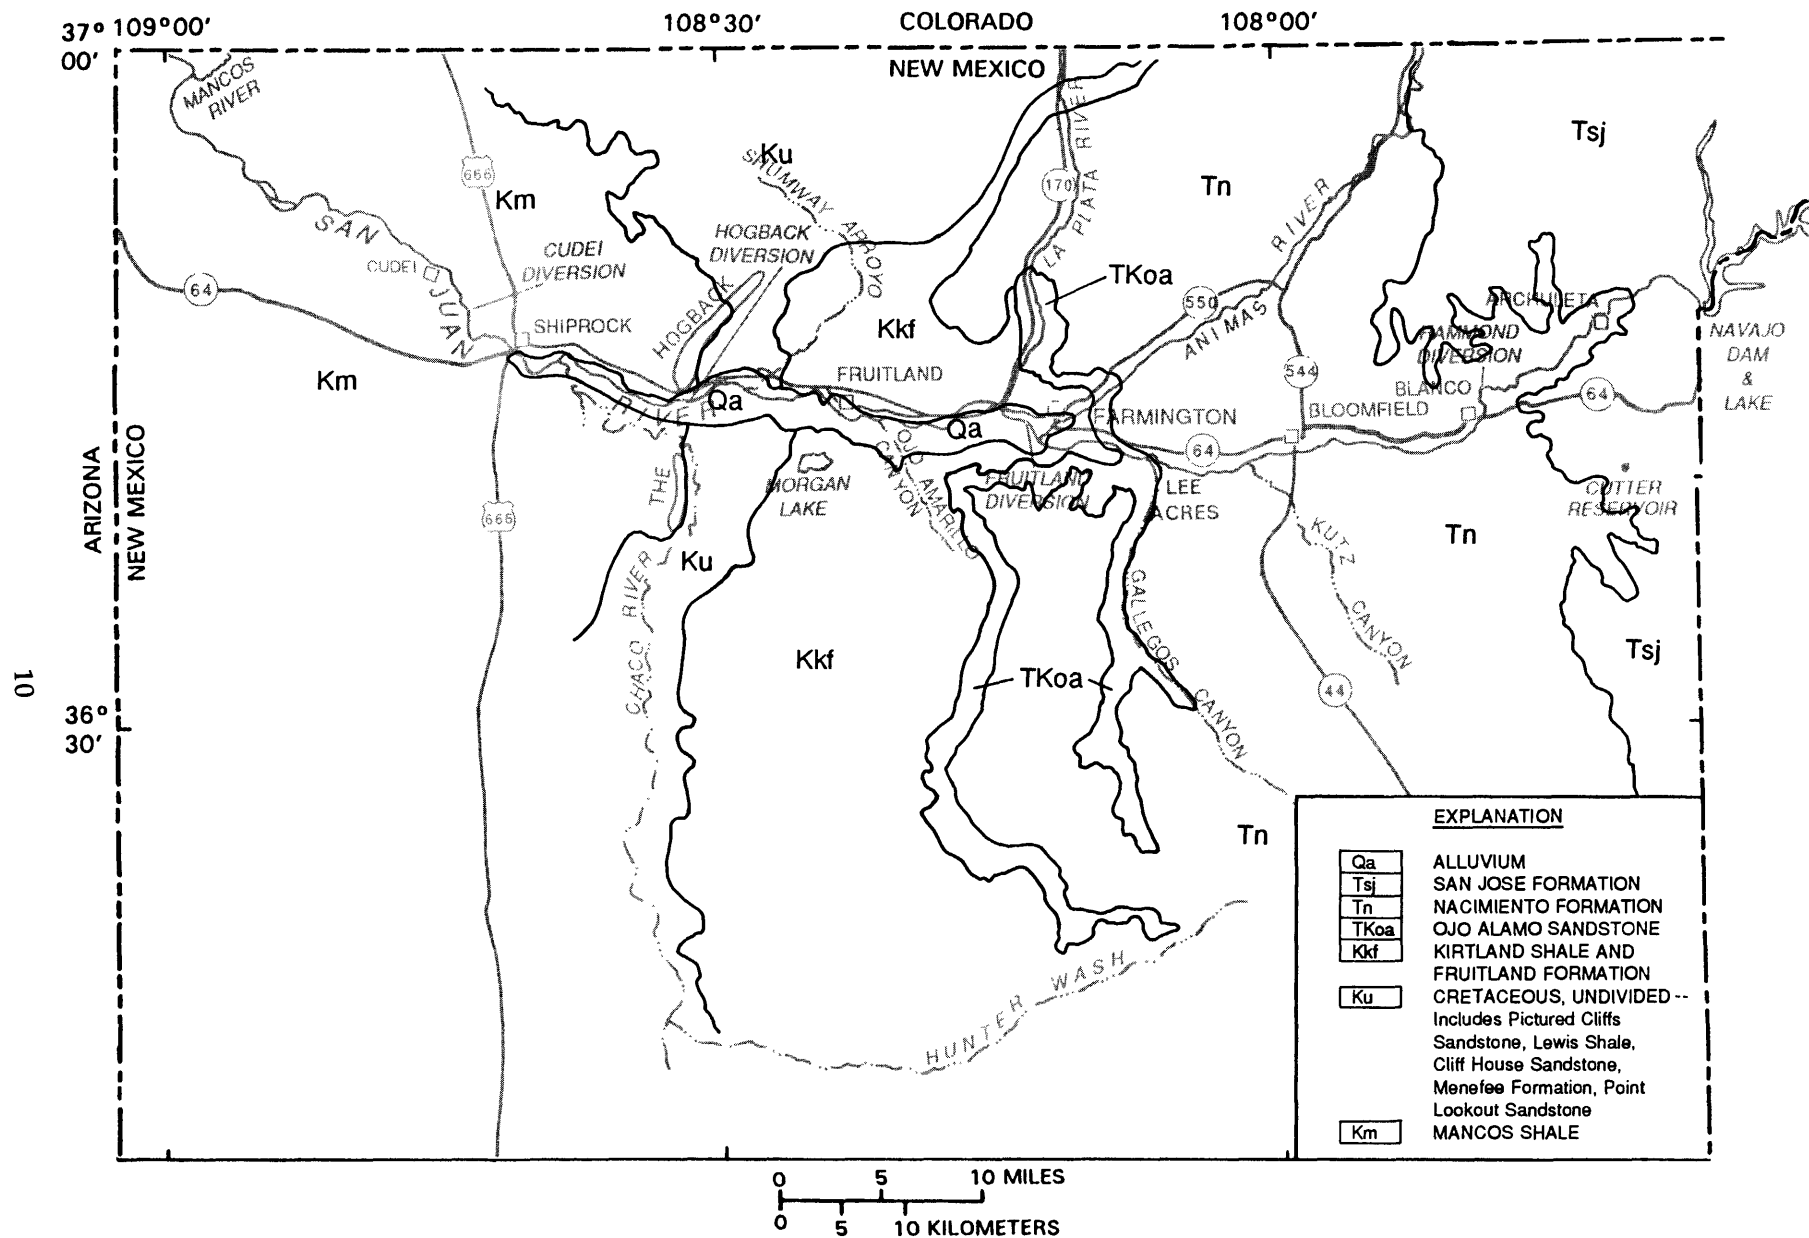 37° 109°00′ 108°30′ COLORADO 108°00′
00′ NEW MEXICO
MANCOS
RIVER
Tsj
Ku
SHUMWAY ARROYO
666
Km
170
LA PLATA RIVER
Tn
SAN
JUAN
RIVER
HOGBACK
DIVERSION
CUDEI
DIVERSION
CUDEI
ANIMAS
RIVER
TKoa
64
550
ARCHULETA
SHIPROCK
HOGBACK
Kkf
HAMMOND
DIVERSION
NAVAJO
DAM
&
LAKE
Km
FRUITLAND
544
BLANCO
64
Qa
Qa
FARMINGTON
BLOOMFIELD
64
OJO AMARILLO
CANYON
THE
MORGAN
LAKE
FRUITLAND
DIVERSION
LEE
ACRES
CUTTER
RESERVOIR
ARIZONA
NEW MEXICO
666
KUTZ
CANYON
Tn
Ku
CHACO RIVER
GALLEGOS
CANYON
Kkf
TKoa
Tsj
44
10
36°
30′
Tn
HUNTER WASH
EXPLANATION
Qa ALLUVIUM
Tsj SAN JOSE FORMATION
Tn NACIMIENTO FORMATION
TKoa OJO ALAMO SANDSTONE
Kkf KIRTLAND SHALE AND
FRUITLAND FORMATION
Ku CRETACEOUS, UNDIVIDED --
Includes Pictured Cliffs
Sandstone, Lewis Shale,
Cliff House Sandstone,
Menefee Formation, Point
Lookout Sandstone
Km MANCOS SHALE
0 5 10 MILES
0 5 10 KILOMETERS